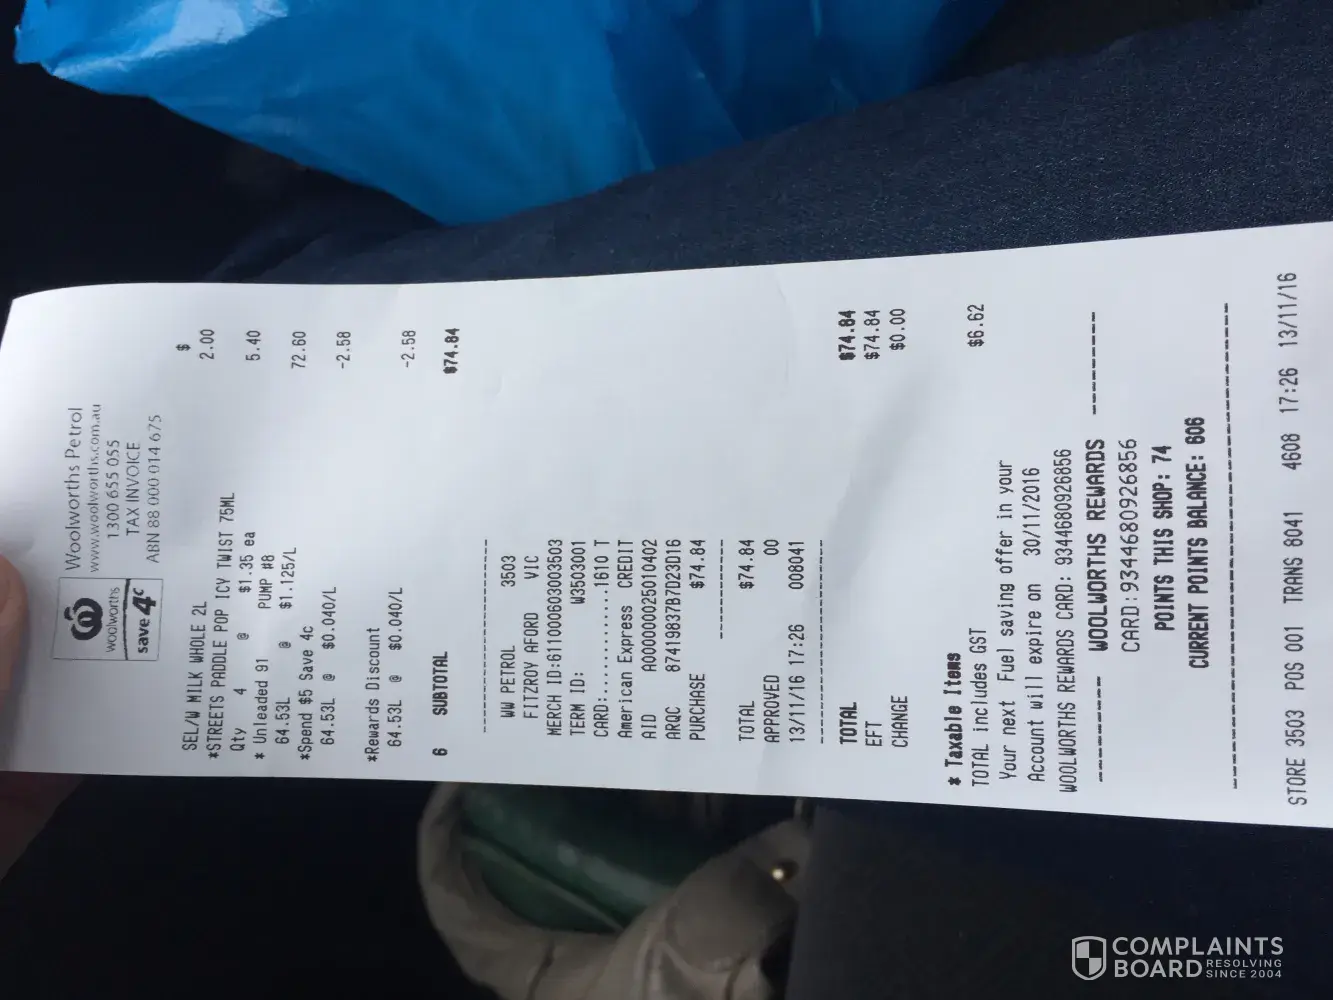 woolworths
save 4c
Woolworths Petrol
www.woolworths.com.au
1300 655 055
TAX INVOICE
ABN 88 000 014 675
$
SEL/W MILK WHOLE 2L 2.00
*STREETS PADDLE POP ICY TWIST 75ML
Qty 4 @ $1.35 ea 5.40
* Unleaded 91 PUMP #8
64.53L @ $1.125/L 72.60
*Spend $5 Save 4c
64.53L @ $0.040/L -2.58
*Rewards Discount
64.53L @ $0.040/L -2.58
6 SUBTOTAL $74.84
WW PETROL 3503
FITZROY AFORD VIC
MERCH ID:611000603003503
TERM ID: W3503001
CARD:............1610 T
American Express CREDIT
AID A000000025010402
ARQC 87419837B7D23D16
PURCHASE $74.84
TOTAL $74.84
APPROVED 00
13/11/16 17:26 008041
TOTAL $74.84
EFT $74.84
CHANGE $0.00
* Taxable Items
TOTAL includes GST $6.62
Your next Fuel saving offer in your
Account will expire on 30/11/2016
WOOLWORTHS REWARDS CARD: 9344680926856
-------- WOOLWORTHS REWARDS --------
CARD:9344680926856
POINTS THIS SHOP: 74
CURRENT POINTS BALANCE: 606
STORE 3503 POS 001 TRANS 8041 4608 17:26 13/11/16
COMPLAINTS
BOARD RESOLVING
SINCE 2004